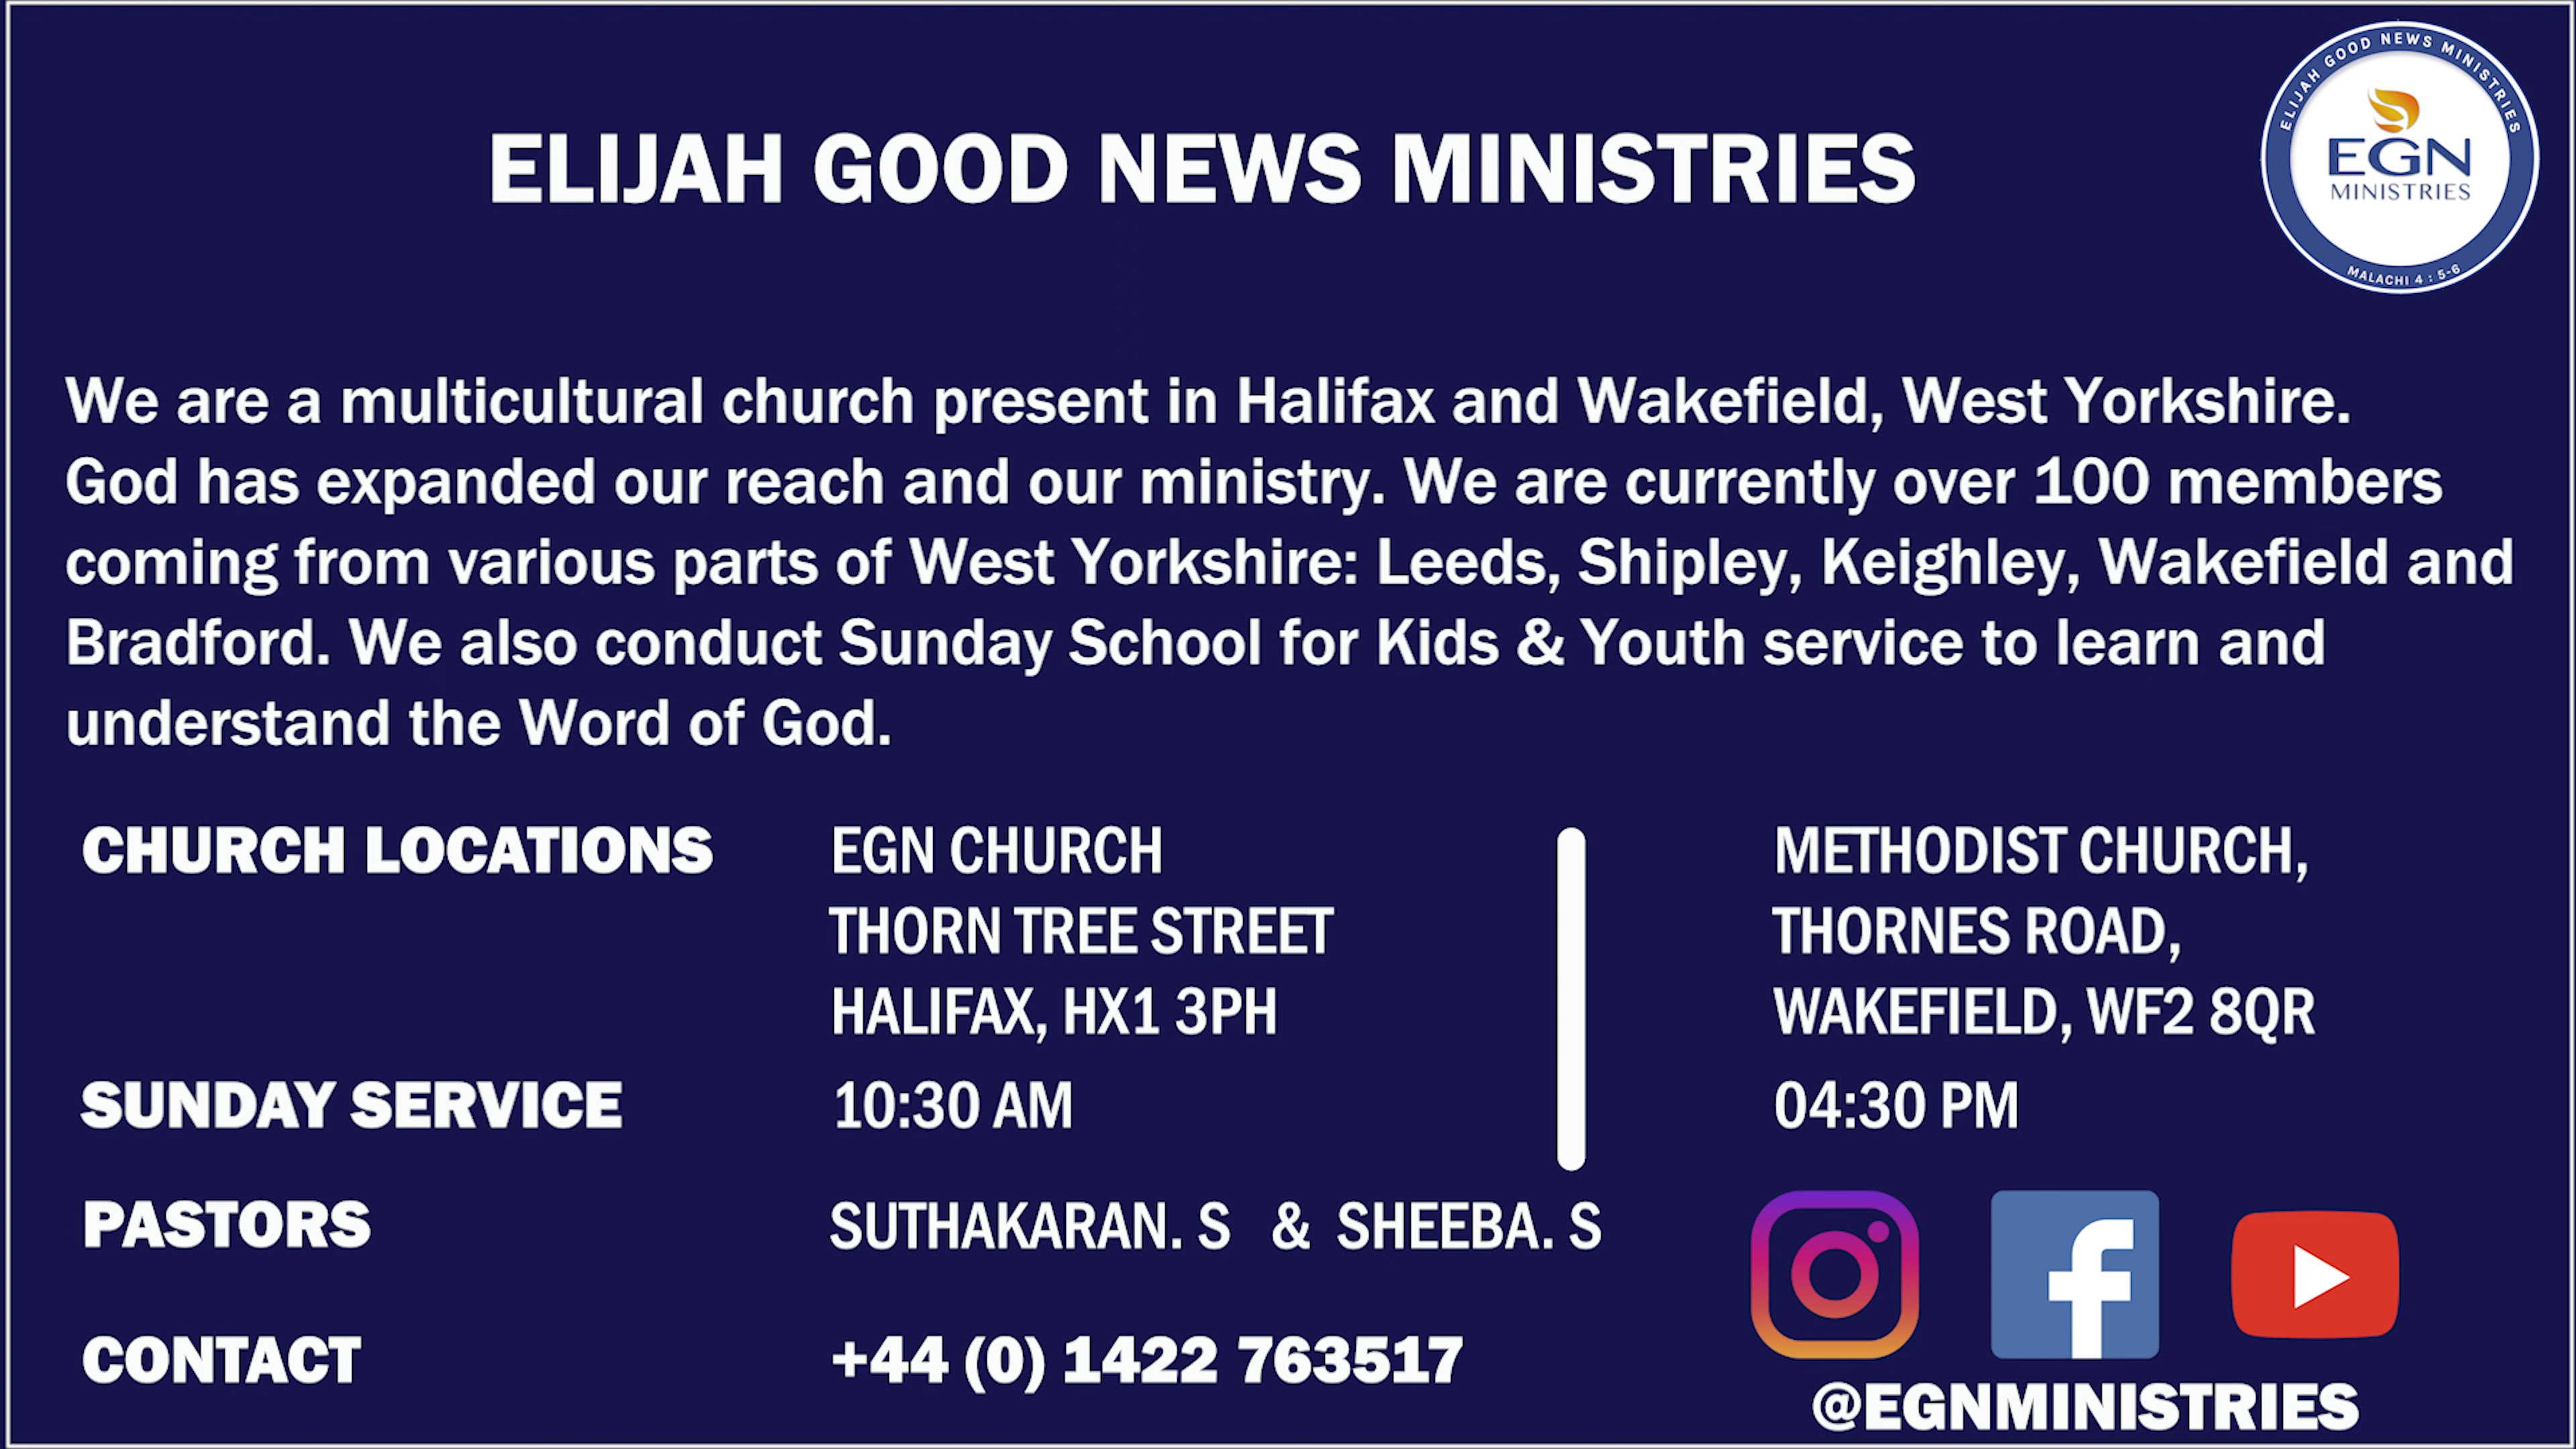 ELIJAH GOOD NEWS MINISTRIES
ELIJAH GOOD NEWS MINISTRIES
EGN
MINISTRIES
MALACHI 4 : 5-6
We are a multicultural church present in Halifax and Wakefield, West Yorkshire.
God has expanded our reach and our ministry. We are currently over 100 members
coming from various parts of West Yorkshire: Leeds, Shipley, Keighley, Wakefield and
Bradford. We also conduct Sunday School for Kids & Youth service to learn and
understand the Word of God.
CHURCH LOCATIONS
EGN CHURCH
THORN TREE STREET
HALIFAX, HX1 3PH
METHODIST CHURCH,
THORNES ROAD,
WAKEFIELD, WF2 8QR
SUNDAY SERVICE
10:30 AM
04:30 PM
PASTORS
SUTHAKARAN. S & SHEEBA. S
CONTACT
+44 (0) 1422 763517
@EGNMINISTRIES